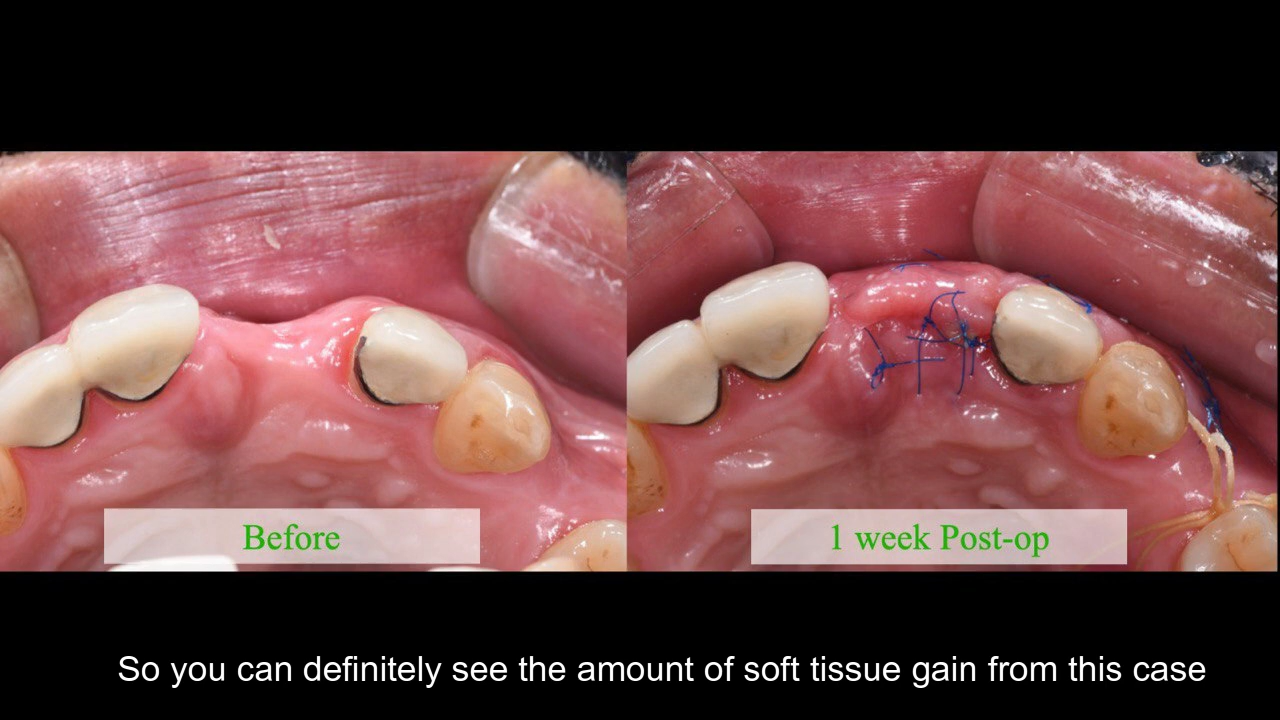 Before
1 week Post-op
So you can definitely see the amount of soft tissue gain from this case